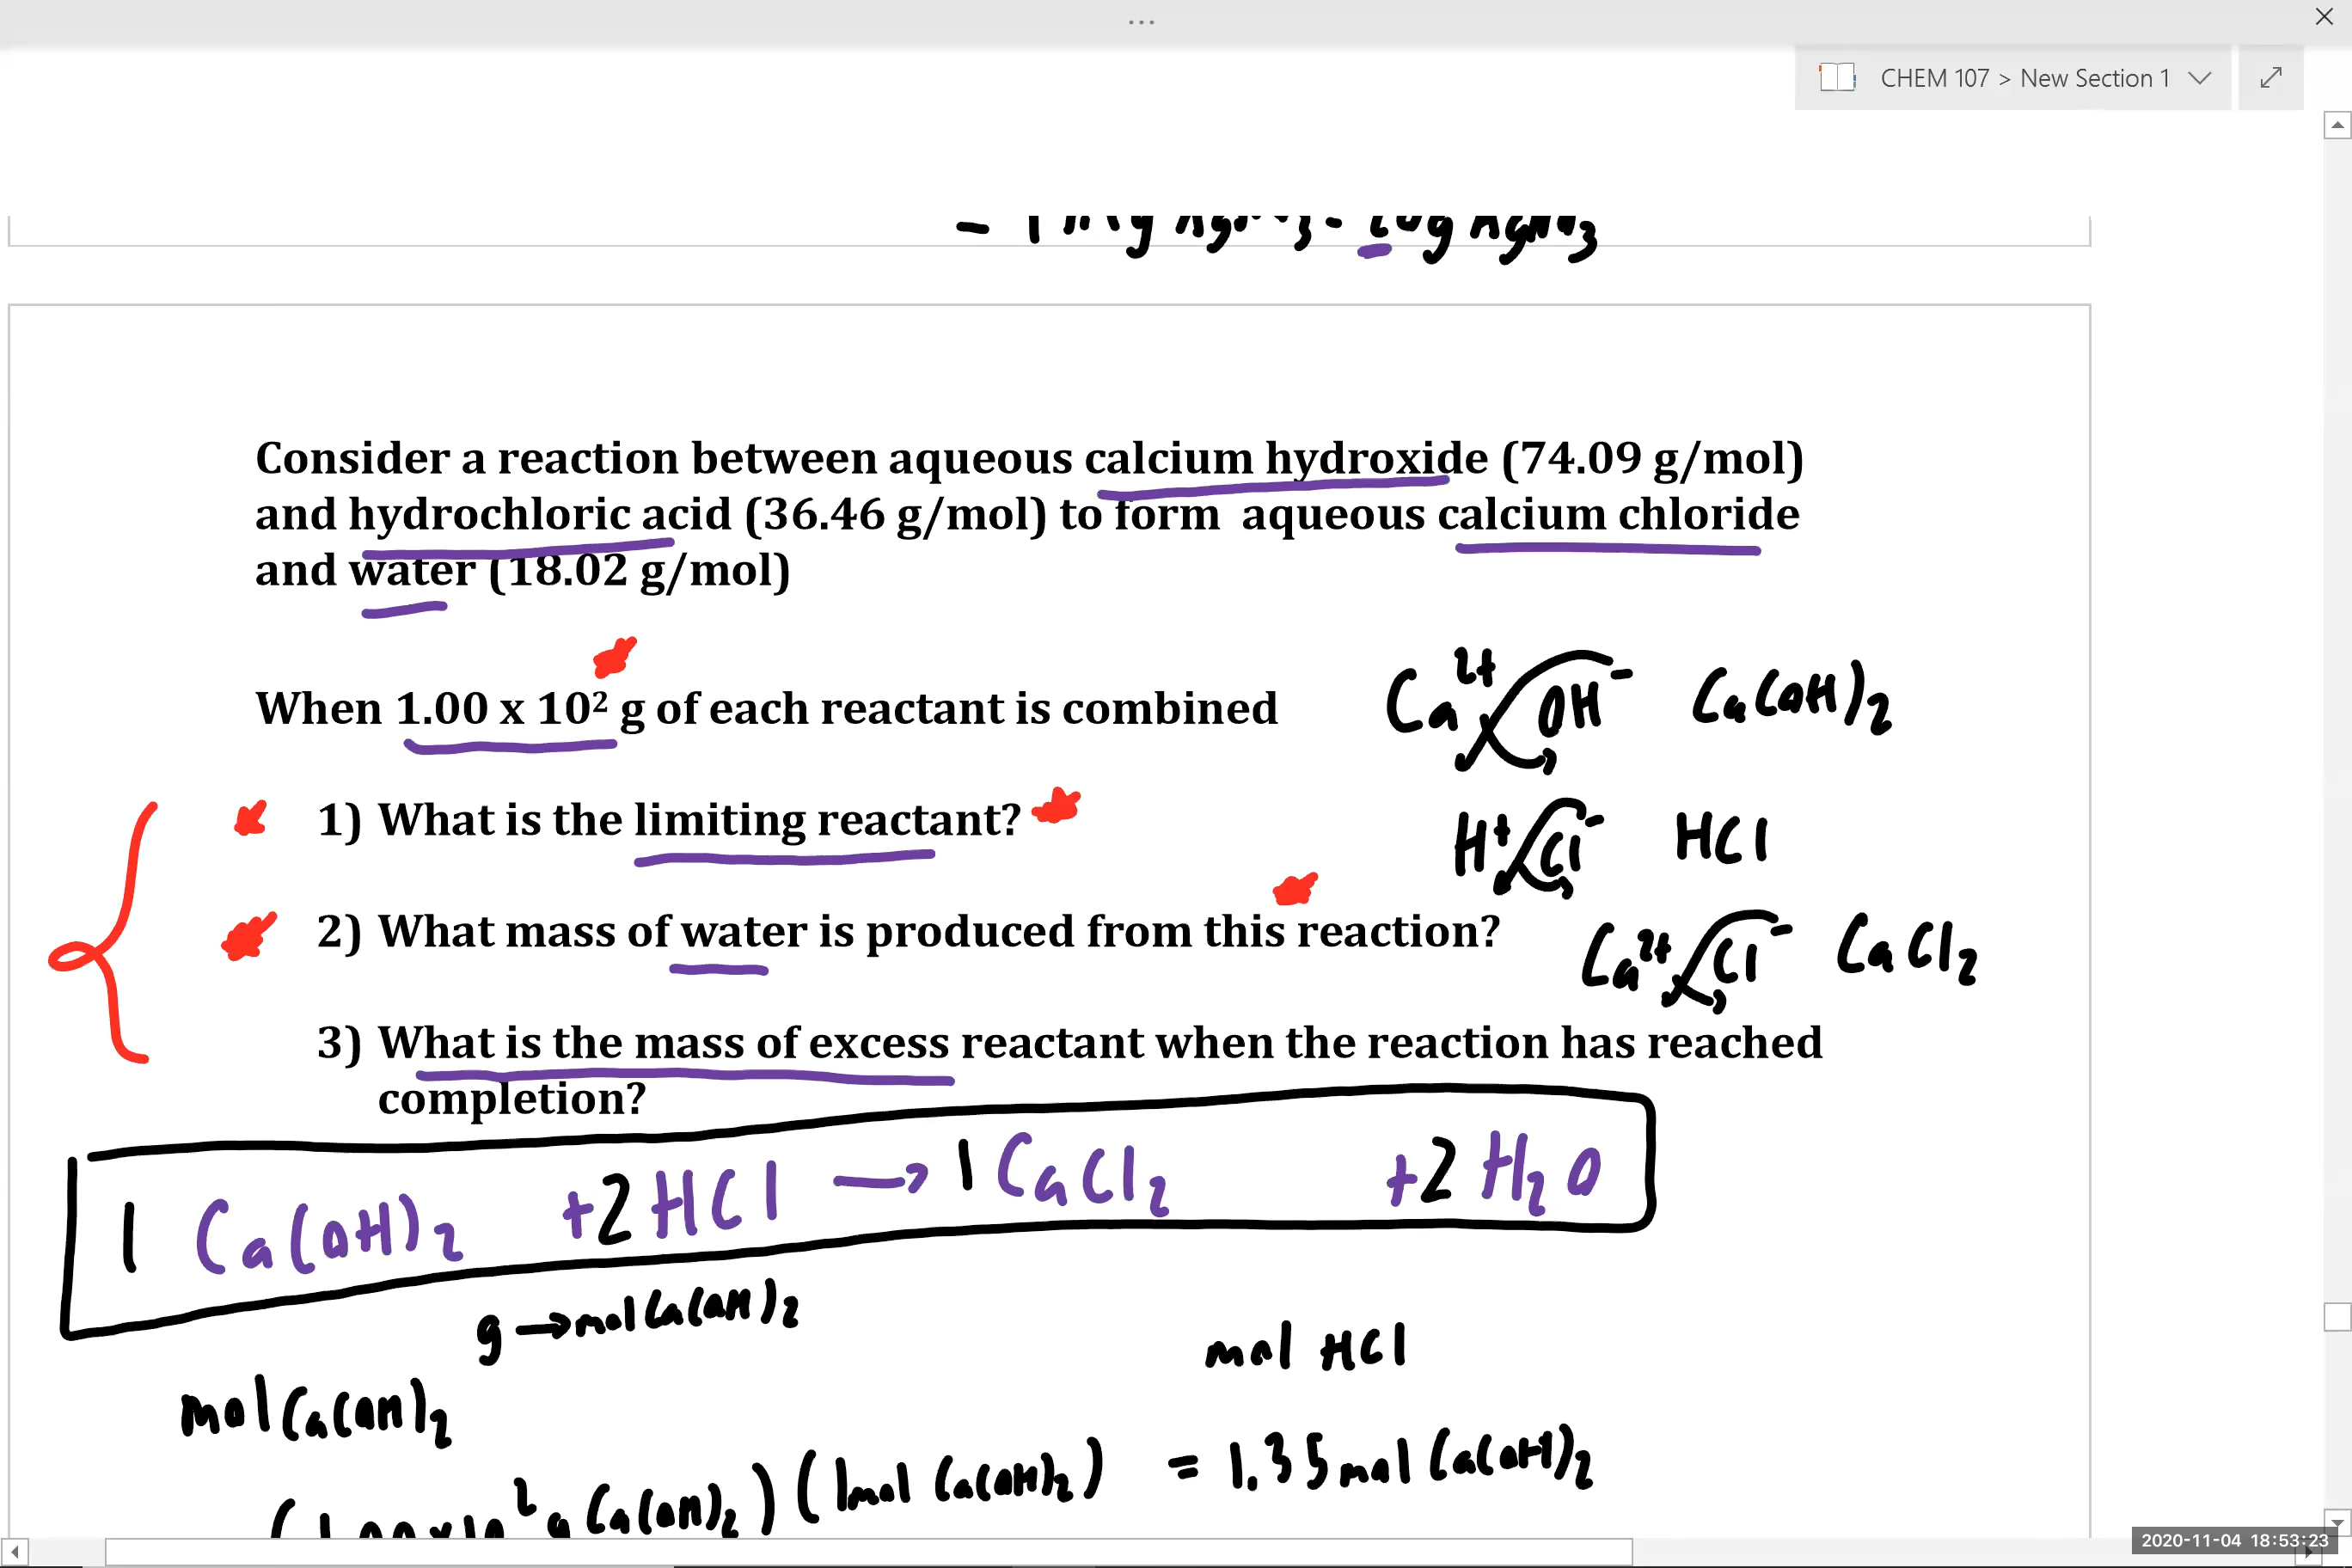 CHEM 107 > New Section 1
Consider a reaction between aqueous calcium hydroxide (74.09 g/mol)
and hydrochloric acid (36.46 g/mol) to form aqueous calcium chloride
and water (18.02 g/mol)
When 1.00 x 10² g of each reactant is combined
Ca²⁺ OH⁻ Ca(OH)₂
1) What is the limiting reactant?
H⁺ Cl⁻ HCl
2) What mass of water is produced from this reaction?
Ca²⁺ Cl⁻ CaCl₂
3) What is the mass of excess reactant when the reaction has reached
completion?
1 Ca(OH)₂ +2 HCl → 1 CaCl₂ +2 H₂O
g → mol Ca(OH)₂
mol HCl
mol Ca(OH)₂
g Ca(OH)₂) (1 mol Ca(OH)₂) = 1.35 mol Ca(OH)₂
2020-11-04 18:53:23